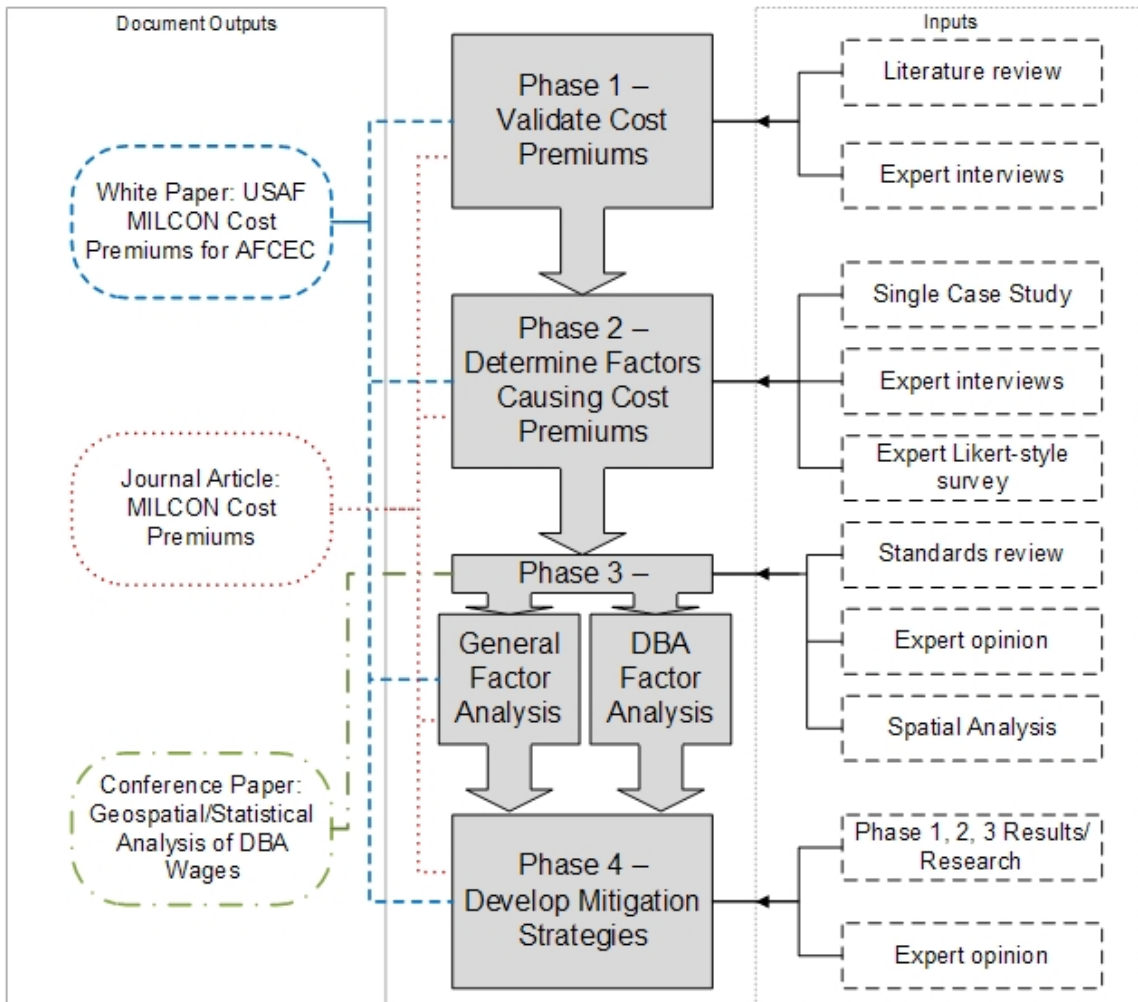 Document Outputs
Inputs
Phase 1 –
Validate Cost
Premiums
Literature review
Expert interviews
White Paper: USAF
MILCON Cost
Premiums for AFCEC
Phase 2 –
Determine Factors
Causing Cost
Premiums
Single Case Study
Expert interviews
Expert Likert-style
survey
Journal Article:
MILCON Cost
Premiums
Phase 3 –
General
Factor
Analysis
DBA
Factor
Analysis
Standards review
Expert opinion
Spatial Analysis
Conference Paper:
Geospatial/Statistical
Analysis of DBA
Wages
Phase 4 –
Develop Mitigation
Strategies
Phase 1, 2, 3 Results/
Research
Expert opinion